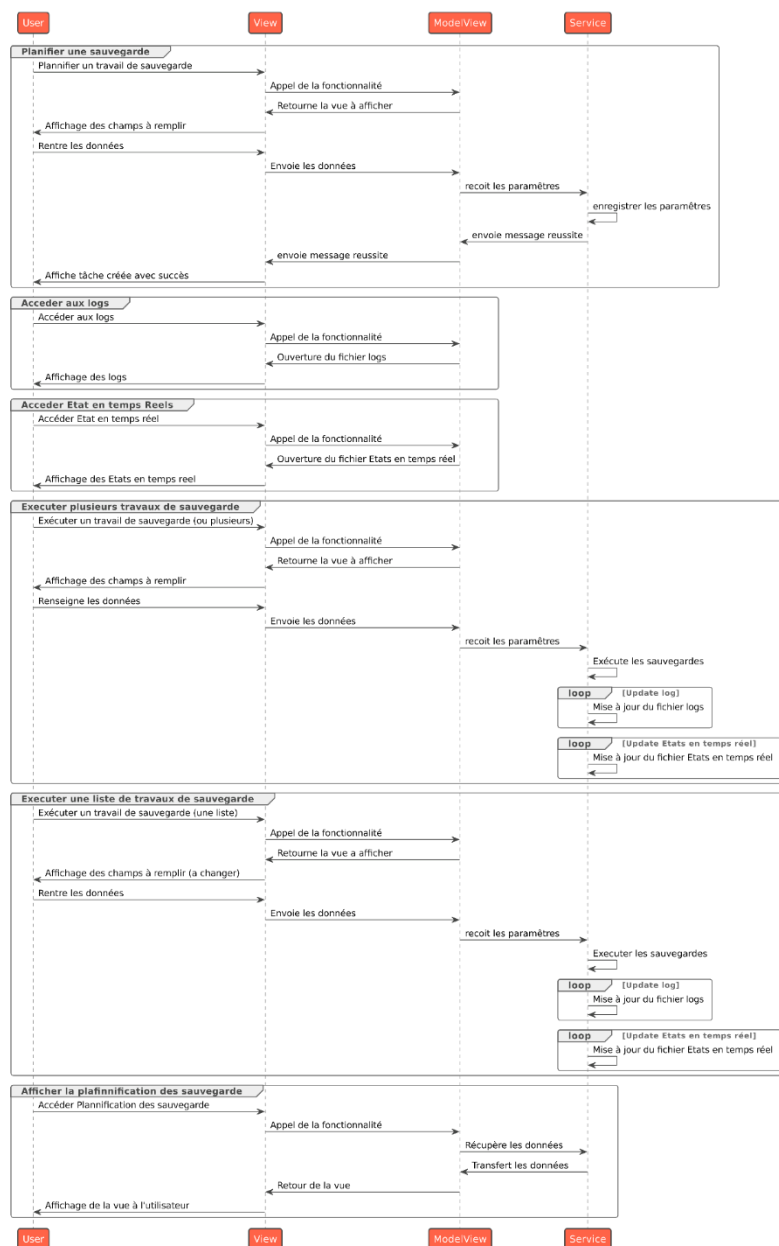 User View ModelView Service
Planifier une sauvegarde
Plannifier un travail de sauvegarde
Appel de la fonctionnalité
Retourne la vue à afficher
Affichage des champs à remplir
Rentre les données
Envoie les données
recoit les paramêtres
enregistrer les paramêtres
envoie message reussite
envoie message reussite
Affiche tâche créée avec succès
Acceder aux logs
Accéder aux logs
Appel de la fonctionnalité
Ouverture du fichier logs
Affichage des logs
Acceder Etat en temps Reels
Accéder Etat en temps réel
Appel de la fonctionnalité
Ouverture du fichier Etats en temps réel
Affichage des Etats en temps reel
Executer plusieurs travaux de sauvegarde
Exécuter un travail de sauvegarde (ou plusieurs)
Appel de la fonctionnalité
Retourne la vue à afficher
Affichage des champs à remplir
Renseigne les données
Envoie les données
recoit les paramêtres
Exécute les sauvegardes
loop [Update log]
Mise à jour du fichier logs
loop [Update Etats en temps réel]
Mise à jour du fichier Etats en temps réel
Executer une liste de travaux de sauvegarde
Exécuter un travail de sauvegarde (une liste)
Appel de la fonctionnalité
Retourne la vue a afficher
Affichage des champs à remplir (a changer)
Rentre les données
Envoie les données
recoit les paramêtres
Executer les sauvegardes
loop [Update log]
Mise à jour du fichier logs
loop [Update Etats en temps réel]
Mise à jour du fichier Etats en temps réel
Afficher la plafinnification des sauvegarde
Accéder Plannification des sauvegarde
Appel de la fonctionnalité
Récupère les données
Transfert les données
Retour de la vue
Affichage de la vue à l'utilisateur
User View ModelView Service